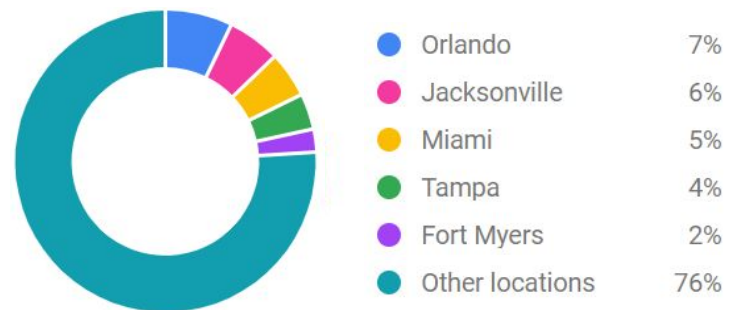 Orlando 7%
Jacksonville 6%
Miami 5%
Tampa 4%
Fort Myers 2%
Other locations 76%